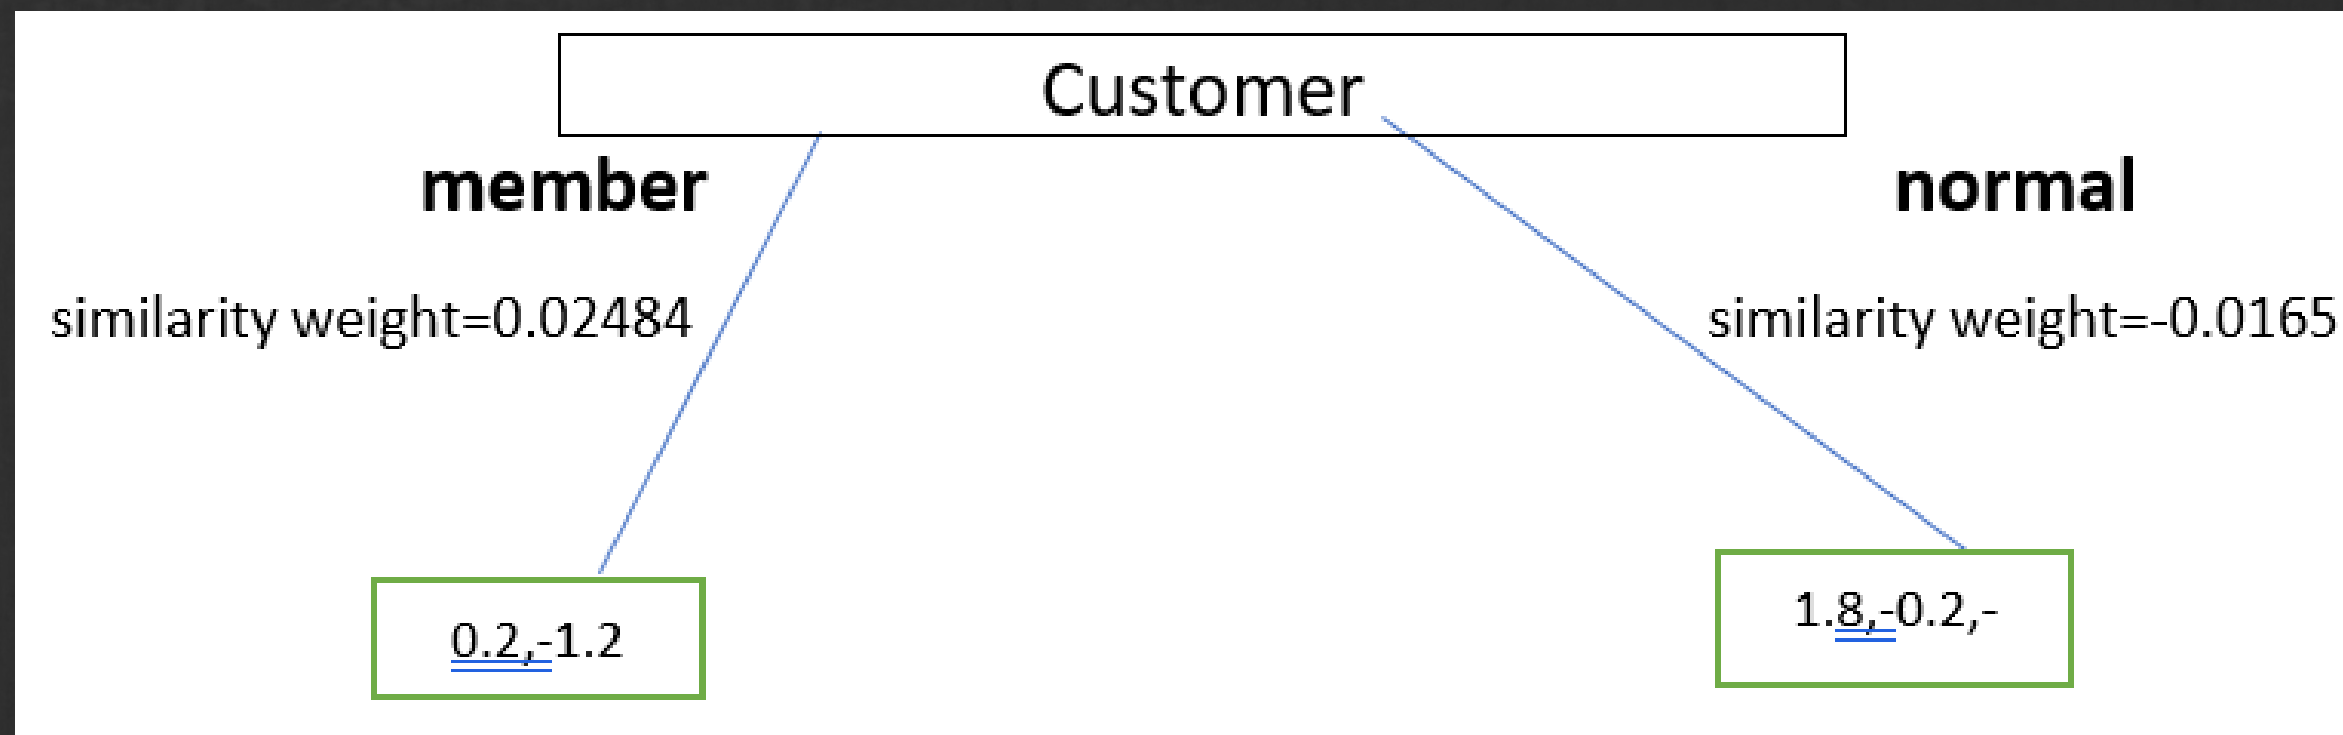 Customer
member
normal
similarity weight=0.02484
similarity weight=-0.0165
0.2,-1.2
1.8,-0.2,-